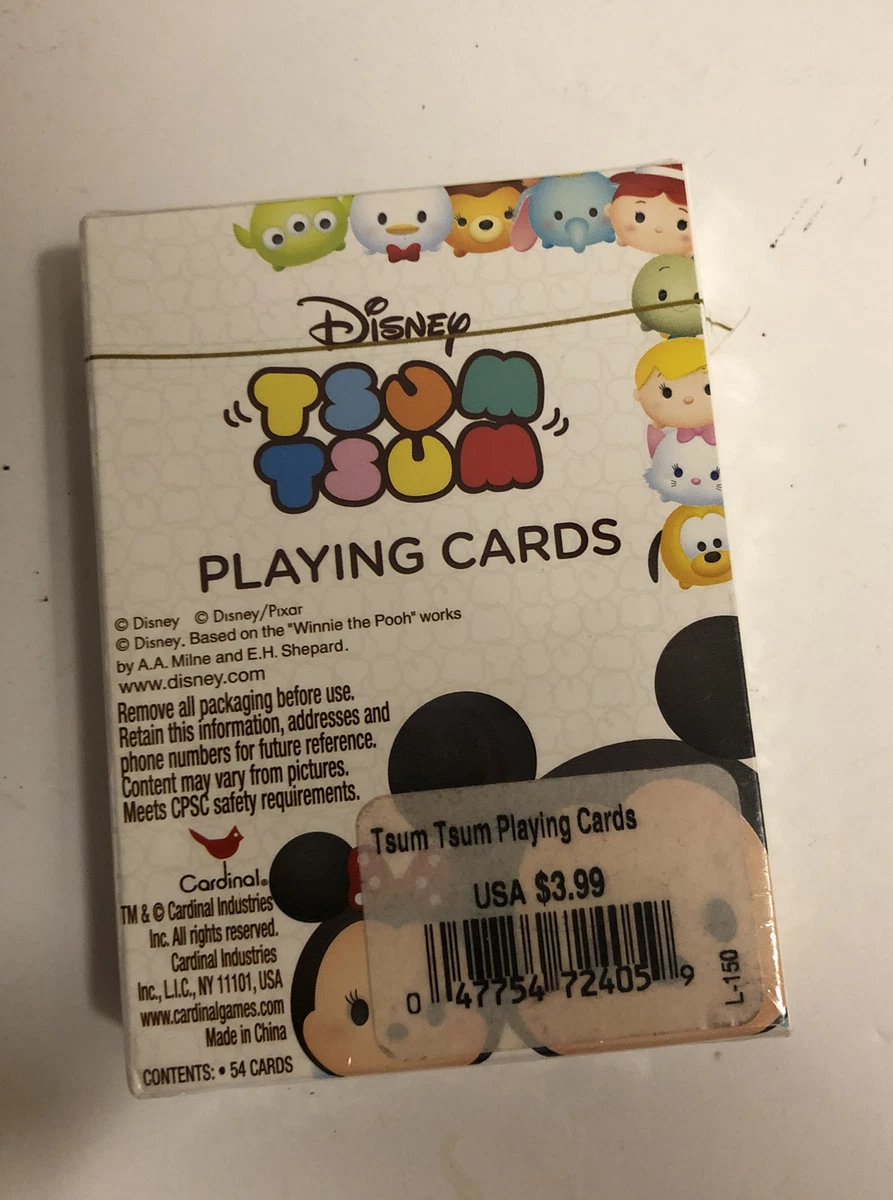 Disney
TSUM
TSUM
PLAYING CARDS
© Disney © Disney/Pixar
© Disney. Based on the "Winnie the Pooh" works
by A.A. Milne and E.H. Shepard.
www.disney.com
Remove all packaging before use.
Retain this information, addresses and
phone numbers for future reference.
Content may vary from pictures.
Meets CPSC safety requirements.
Cardinal®
TM & © Cardinal Industries
Inc. All rights reserved.
Cardinal Industries
Inc., L.I.C., NY 11101, USA
www.cardinalgames.com
Made in China
CONTENTS: • 54 CARDS
Tsum Tsum Playing Cards
USA $3.99
0 47754 72405 9
L-150